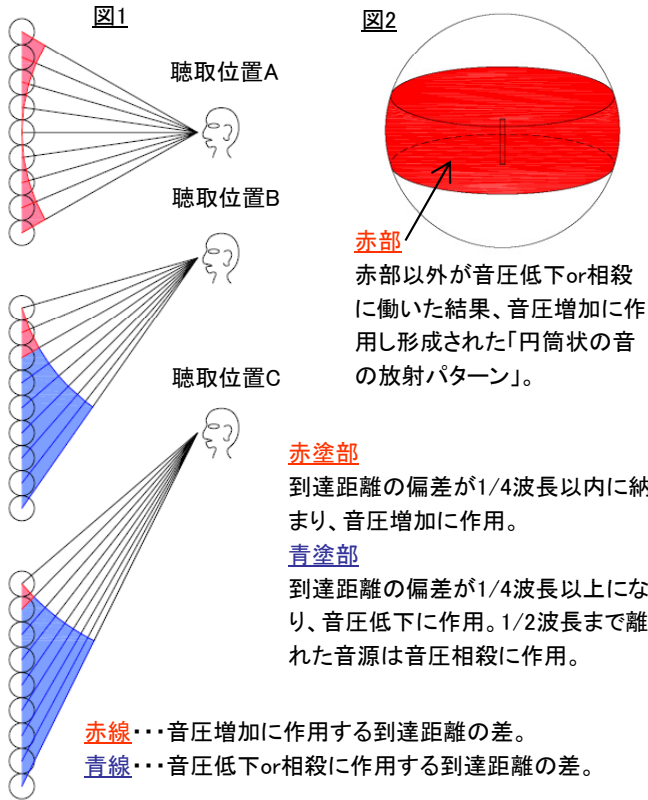 図1
図2
聴取位置A
聴取位置B
赤部
赤部以外が音圧低下or相殺
に働いた結果、音圧増加に作
用し形成された「円筒状の音
の放射パターン」。
聴取位置C
赤塗部
到達距離の偏差が1/4波長以内に納
まり、音圧増加に作用。
青塗部
到達距離の偏差が1/4波長以上にな
り、音圧低下に作用。1/2波長まで離
れた音源は音圧相殺に作用。
赤線・・・音圧増加に作用する到達距離の差。
青線・・・音圧低下or相殺に作用する到達距離の差。